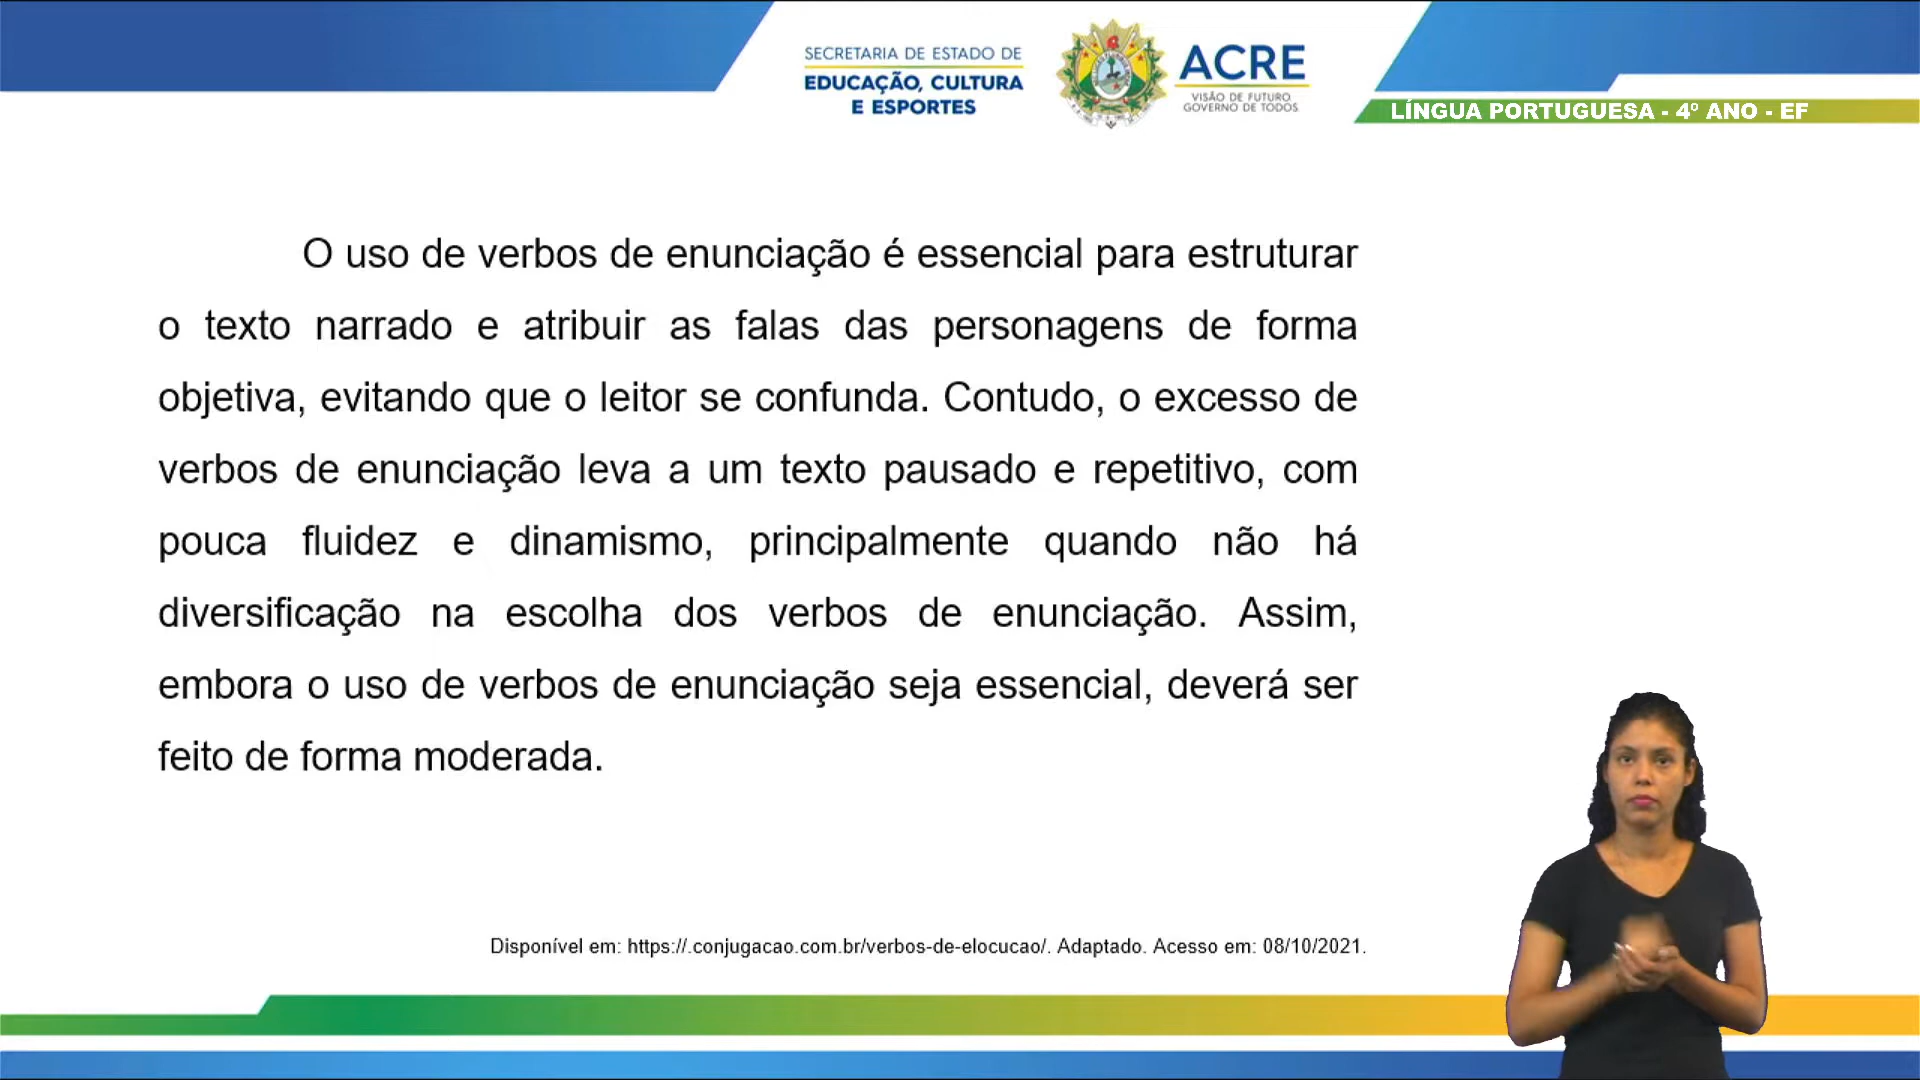 SECRETARIA DE ESTADO DE
EDUCAÇÃO, CULTURA
E ESPORTES
ACRE
VISÃO DE FUTURO.
GOVERNO DE TODOS.
LÍNGUA PORTUGUESA - 4º ANO - EF
O uso de verbos de enunciação é essencial para estruturar
o texto narrado e atribuir as falas das personagens de forma
objetiva, evitando que o leitor se confunda. Contudo, o excesso de
verbos de enunciação leva a um texto pausado e repetitivo, com
pouca fluidez e dinamismo, principalmente quando não há
diversificação na escolha dos verbos de enunciação. Assim,
embora o uso de verbos de enunciação seja essencial, deverá ser
feito de forma moderada.
Disponível em: https://.conjugacao.com.br/verbos-de-elocucao/. Adaptado. Acesso em: 08/10/2021.